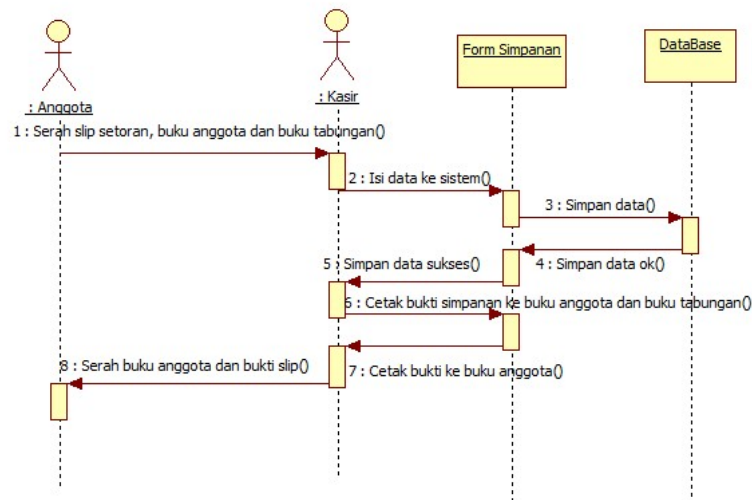 Form Simpanan
DataBase
: Anggota
: Kasir
1 : Serah slip setoran, buku anggota dan buku tabungan()
2 : Isi data ke sistem()
3 : Simpan data()
4 : Simpan data ok()
5 : Simpan data sukses()
6 : Cetak bukti simpanan ke buku anggota dan buku tabungan()
7 : Cetak bukti ke buku anggota()
8 : Serah buku anggota dan bukti slip()